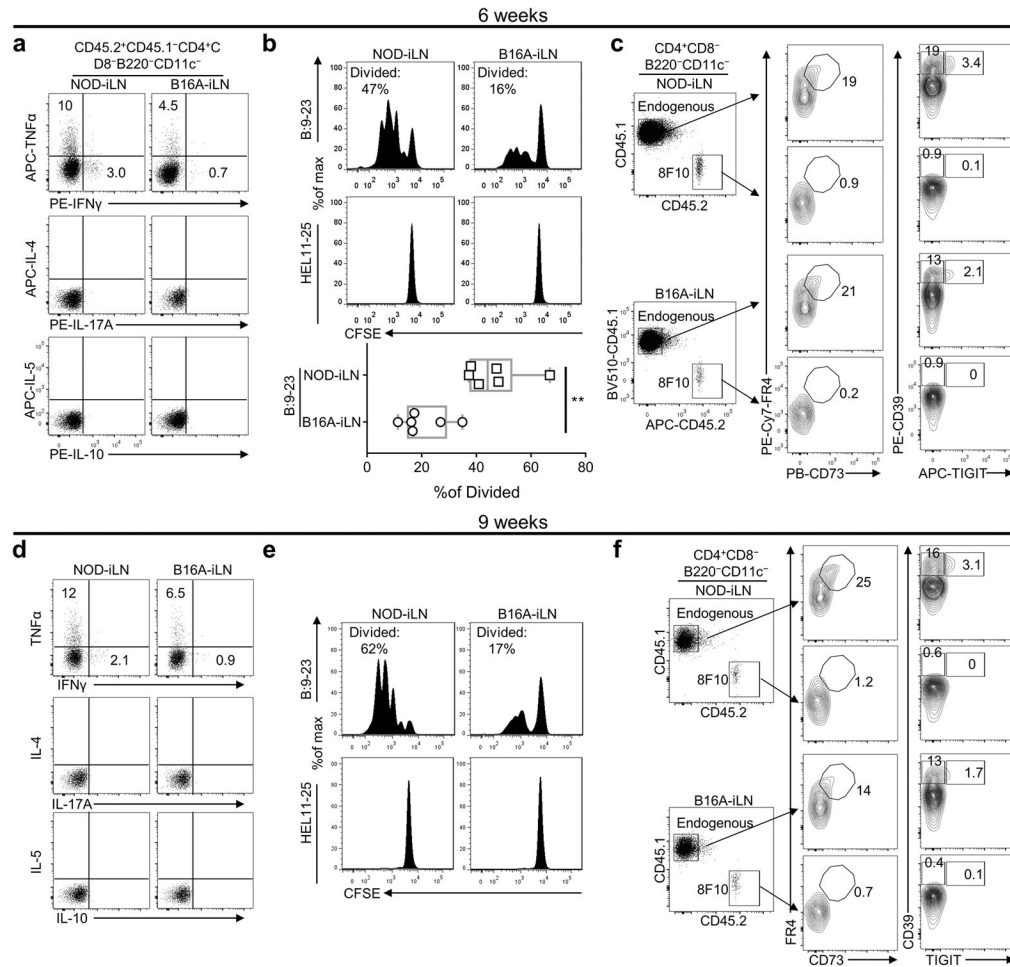 6 weeks
a
CD45.2⁺CD45.1⁻CD4⁺C
D8⁻B220⁻CD11c⁻
NOD-iLN B16A-iLN
10 4.5
3.0 0.7
APC-TNFα
PE-IFNγ
APC-IL-4
PE-IL-17A
APC-IL-5
PE-IL-10
b
NOD-iLN B16A-iLN
Divided: Divided:
47% 16%
B:9-23
%of max
HEL11-25
CFSE
B:9-23
NOD-iLN
B16A-iLN
**
0 20 40 60 80
%of Divided
c
CD4⁺CD8⁻
B220⁻CD11c⁻
NOD-iLN
Endogenous
8F10
CD45.1
CD45.2
B16A-iLN
Endogenous
8F10
BV510-CD45.1
APC-CD45.2
19
0.9
21
0.2
PE-Cy7-FR4
PB-CD73
19 3.4
0.9 0.1
13 2.1
0.9 0
PE-CD39
APC-TIGIT
9 weeks
d
NOD-iLN B16A-iLN
12 6.5
2.1 0.9
TNFα
IFNγ
IL-4
IL-17A
IL-5
IL-10
e
NOD-iLN B16A-iLN
Divided: Divided:
62% 17%
B:9-23
%of max
HEL11-25
CFSE
f
CD4⁺CD8⁻
B220⁻CD11c⁻
NOD-iLN
Endogenous
8F10
CD45.1
CD45.2
B16A-iLN
Endogenous
8F10
CD45.1
CD45.2
25
1.2
14
0.7
FR4
CD73
16 3.1
0.6 0
13 1.7
0.4 0.1
CD39
TIGIT